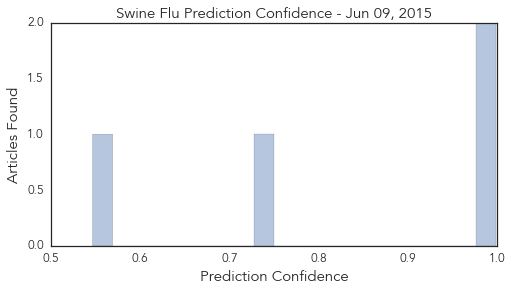 Swine Flu Prediction Confidence - Jun 09, 2015
2.0
1.5
1.0
0.5
0.0
Articles Found
0.5 0.6 0.7 0.8 0.9 1.0
Prediction Confidence